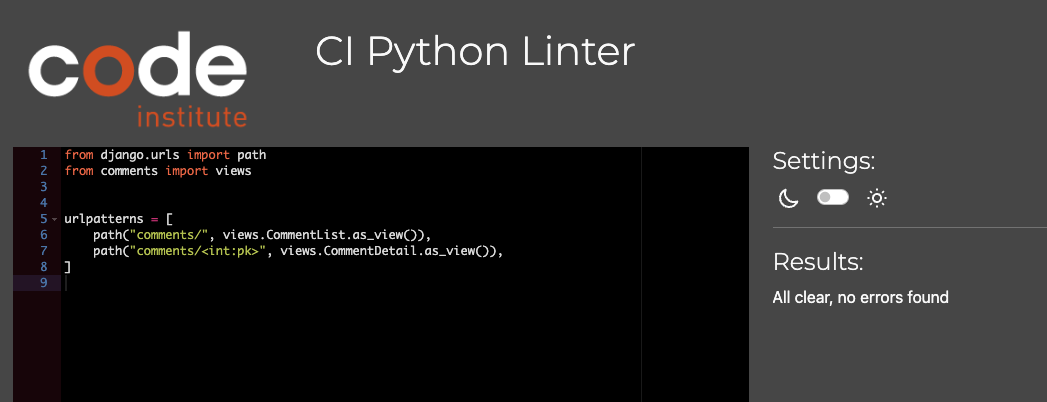 code
institute
CI Python Linter
1 from django.urls import path
2 from comments import views
3
4
5 urlpatterns = [
6     path("comments/", views.CommentList.as_view()),
7     path("comments/<int:pk>", views.CommentDetail.as_view()),
8 ]
9
Settings:
Results:
All clear, no errors found